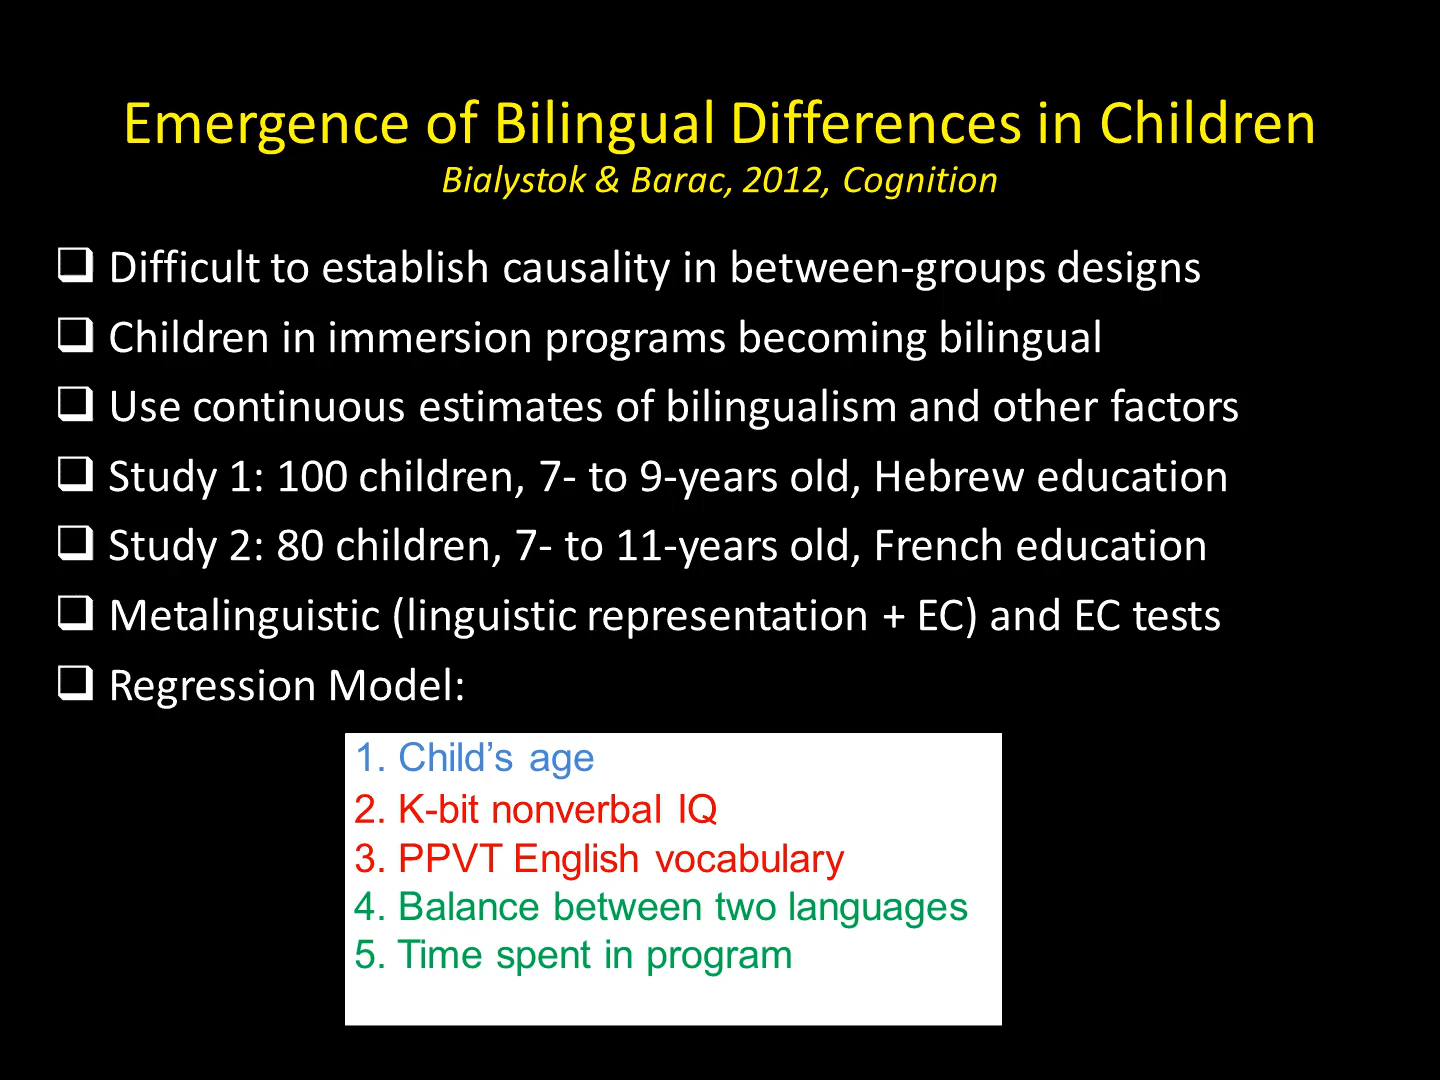 Emergence of Bilingual Differences in Children
Bialystok & Barac, 2012, Cognition
❑ Difficult to establish causality in between-groups designs
❑ Children in immersion programs becoming bilingual
❑ Use continuous estimates of bilingualism and other factors
❑ Study 1: 100 children, 7- to 9-years old, Hebrew education
❑ Study 2: 80 children, 7- to 11-years old, French education
❑ Metalinguistic (linguistic representation + EC) and EC tests
❑ Regression Model:
1. Child’s age
2. K-bit nonverbal IQ
3. PPVT English vocabulary
4. Balance between two languages
5. Time spent in program